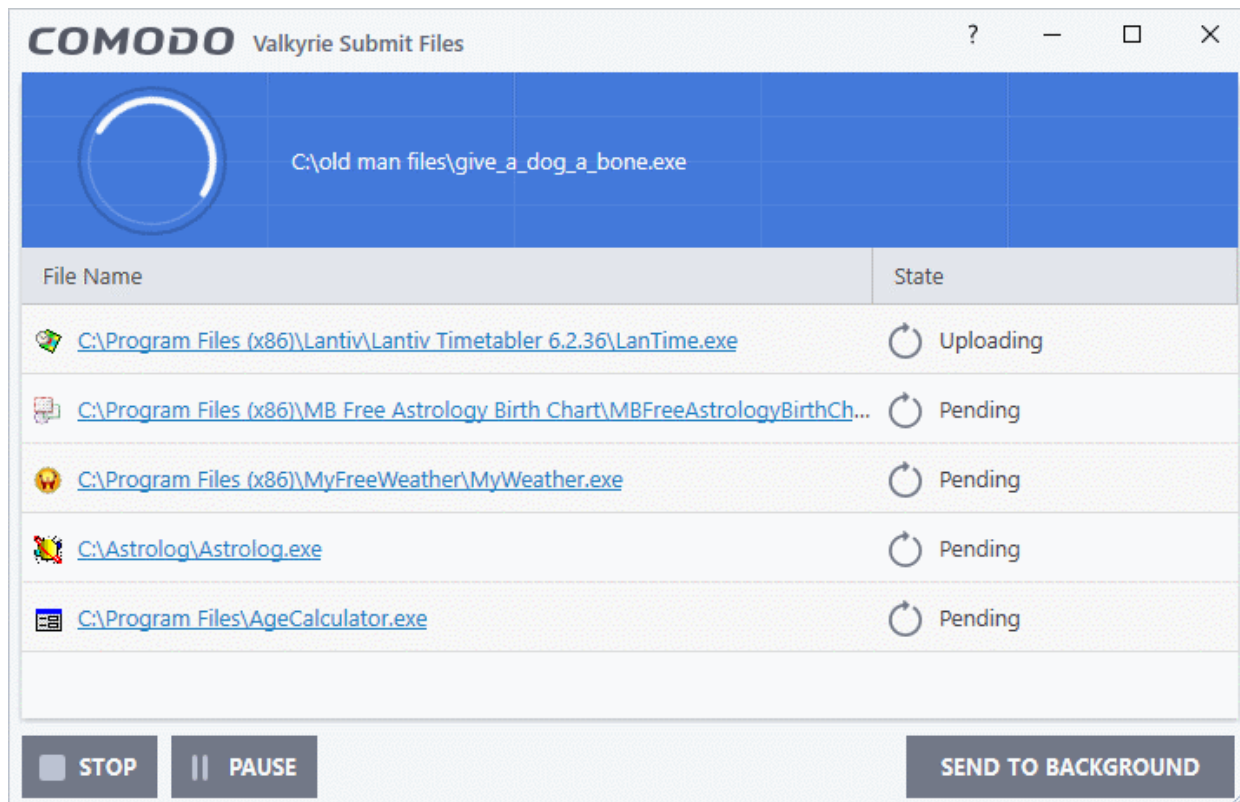 COMODO Valkyrie Submit Files ?
C:\old man files\give_a_dog_a_bone.exe
File Name State
C:\Program Files (x86)\Lantiv\Lantiv Timetabler 6.2.36\LanTime.exe Uploading
C:\Program Files (x86)\MB Free Astrology Birth Chart\MBFreeAstrologyBirthCh... Pending
C:\Program Files (x86)\MyFreeWeather\MyWeather.exe Pending
C:\Astrolog\Astrolog.exe Pending
C:\Program Files\AgeCalculator.exe Pending
STOP PAUSE SEND TO BACKGROUND